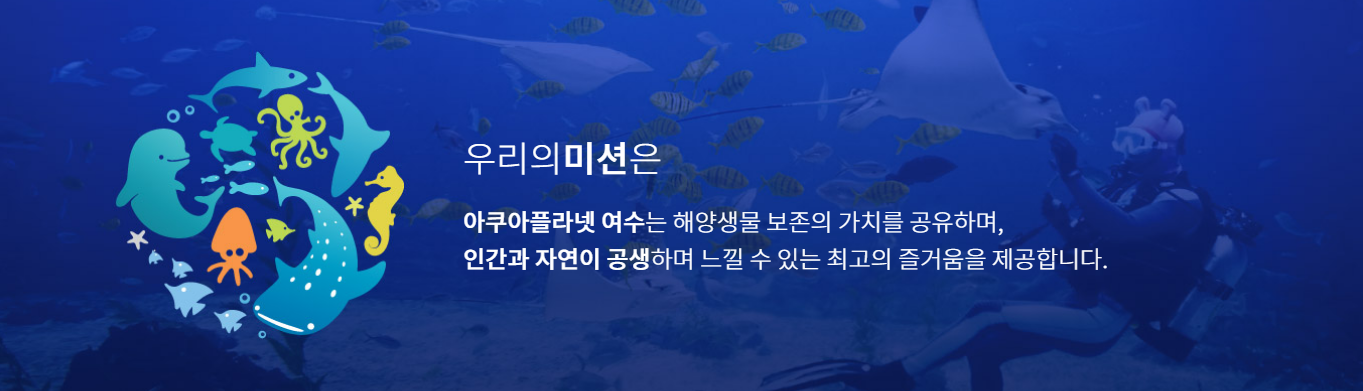 우리의미션은
아쿠아플라넷 여수는 해양생물 보존의 가치를 공유하며,
인간과 자연이 공생하며 느낄 수 있는 최고의 즐거움을 제공합니다.